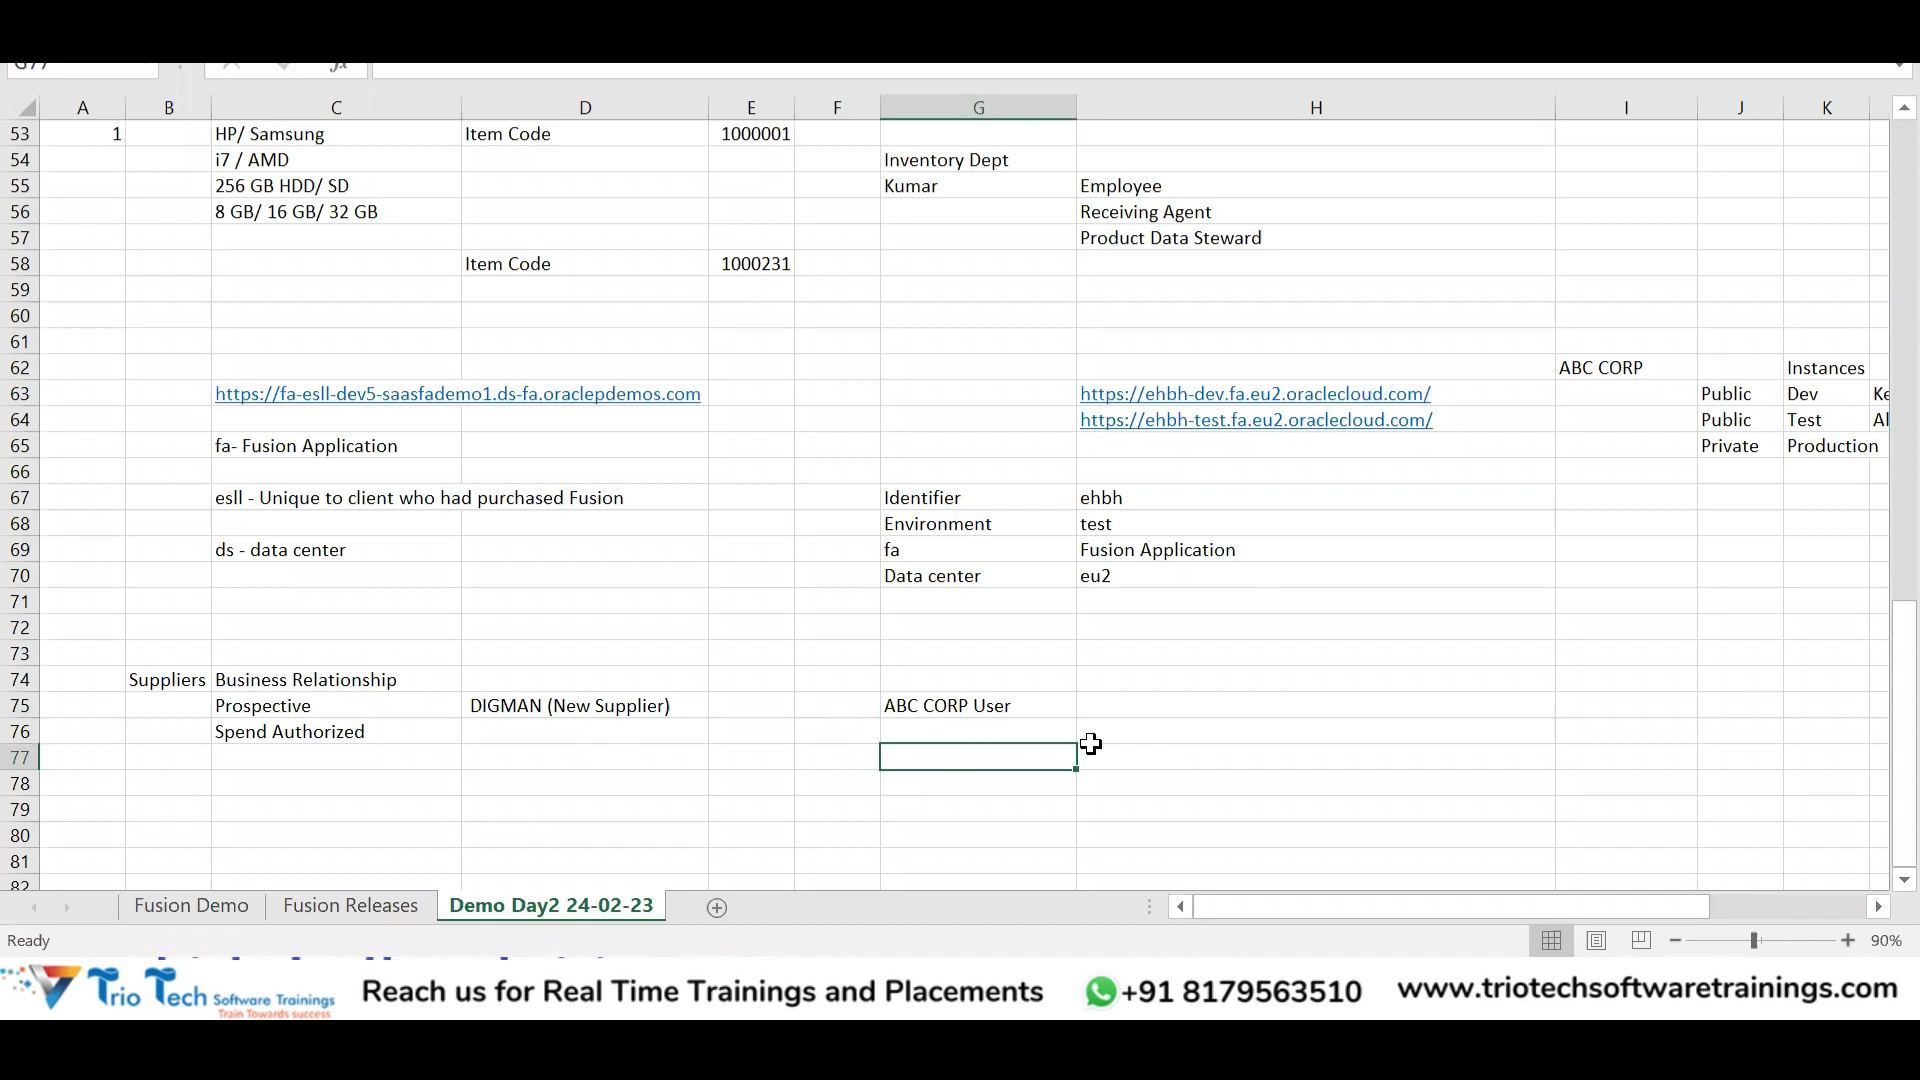 A B C D E F G H I J K
53 1 HP/ Samsung Item Code 1000001
54 i7 / AMD Inventory Dept
55 256 GB HDD/ SD Kumar Employee
56 8 GB/ 16 GB/ 32 GB Receiving Agent
57 Product Data Steward
58 Item Code 1000231
59
60
61
62 ABC CORP Instances
63 https://fa-esll-dev5-saasfademo1.ds-fa.oraclepdemos.com https://ehbh-dev.fa.eu2.oraclecloud.com/ Public Dev Ke
64 https://ehbh-test.fa.eu2.oraclecloud.com/ Public Test Al
65 fa- Fusion Application Private Production
66
67 esll - Unique to client who had purchased Fusion Identifier ehbh
68 Environment test
69 ds - data center fa Fusion Application
70 Data center eu2
71
72
73
74 Suppliers Business Relationship
75 Prospective DIGMAN (New Supplier) ABC CORP User
76 Spend Authorized
77
78
79
80
81
82
Fusion Demo Fusion Releases Demo Day2 24-02-23
Ready 90%
Trio Tech Software Trainings Reach us for Real Time Trainings and Placements +91 8179563510 www.triotechsoftwaretrainings.com
Train Towards success